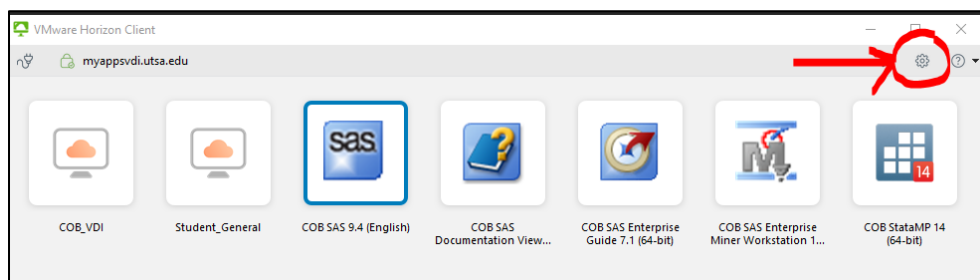 VMware Horizon Client
myappsvdi.utsa.edu
?
sas
?
M
14
COB_VDI
Student_General
COB SAS 9.4 (English)
COB SAS
Documentation View...
COB SAS Enterprise
Guide 7.1 (64-bit)
COB SAS Enterprise
Miner Workstation 1...
COB StataMP 14
(64-bit)